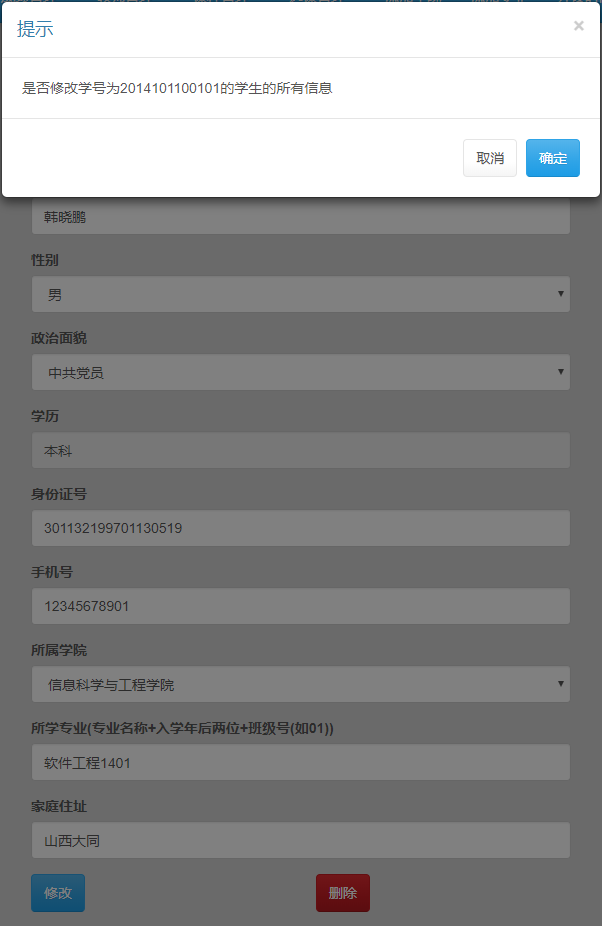 提示
×
是否修改学号为2014101100101的学生的所有信息
取消
确定
韩晓鹏
性别
男
政治面貌
中共党员
学历
本科
身份证号
301132199701130519
手机号
12345678901
所属学院
信息科学与工程学院
所学专业(专业名称+入学年后两位+班级号(如01))
软件工程1401
家庭住址
山西大同
修改
删除